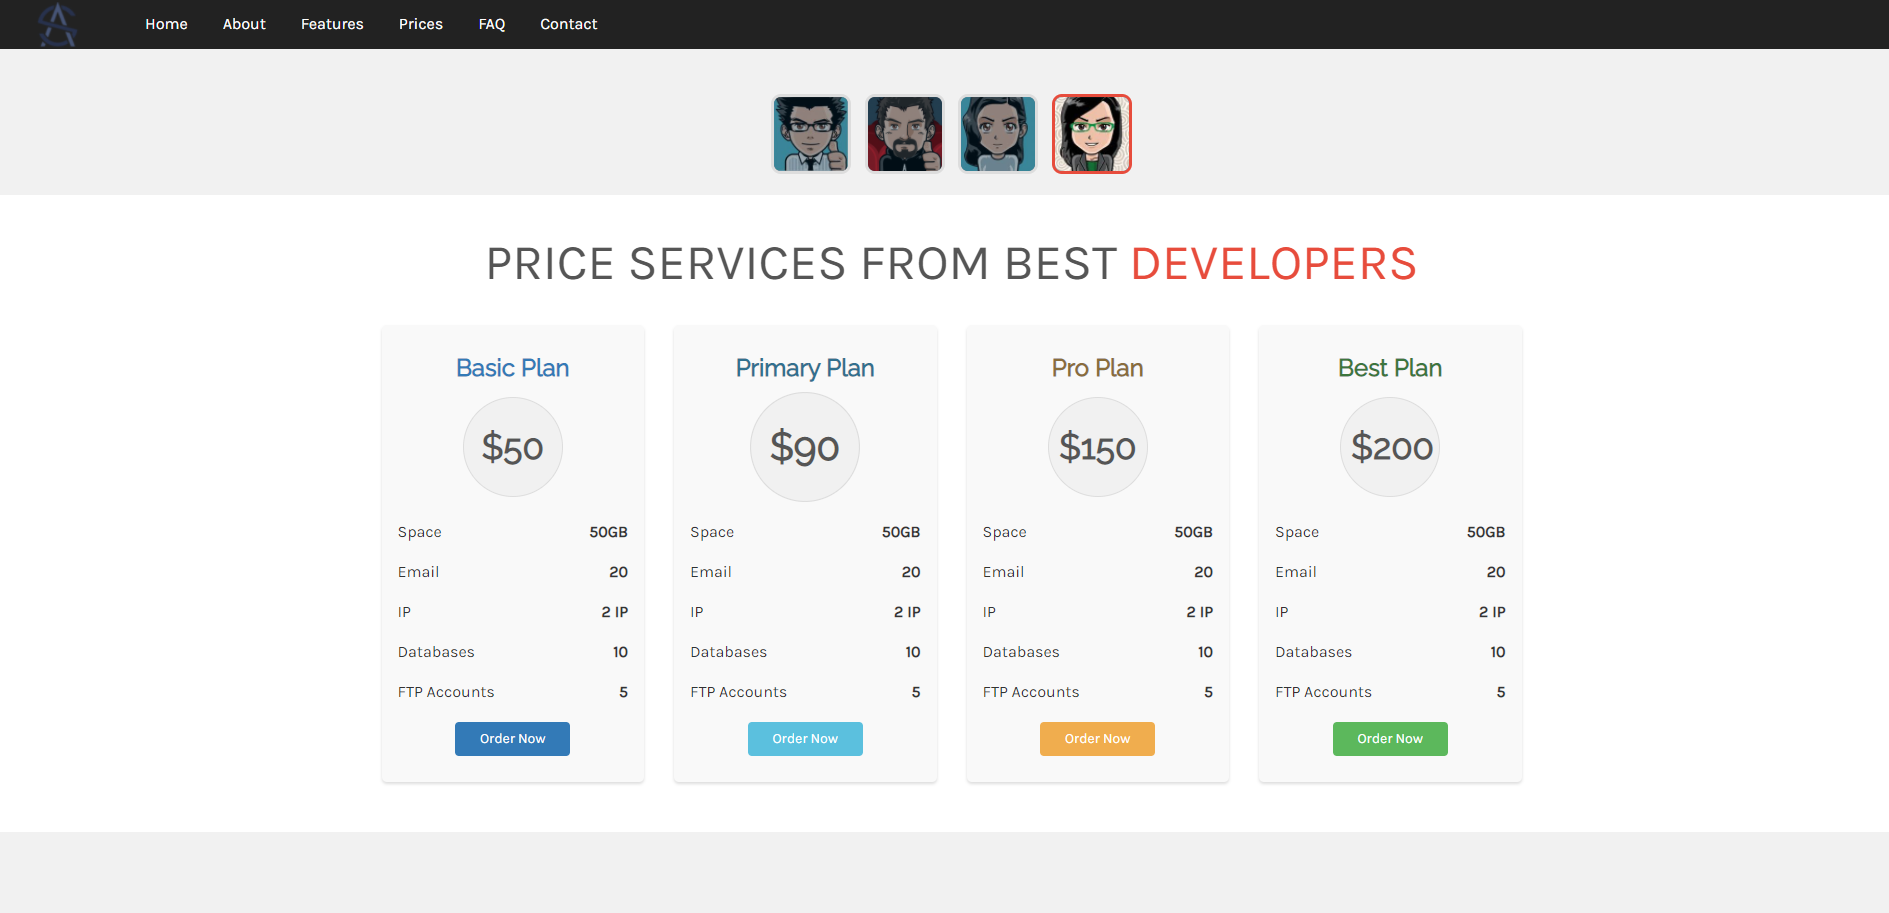 Home About Features Prices FAQ Contact
PRICE SERVICES FROM BEST DEVELOPERS
Basic Plan
$50
Space 50GB
Email 20
IP 2 IP
Databases 10
FTP Accounts 5
Order Now
Primary Plan
$90
Space 50GB
Email 20
IP 2 IP
Databases 10
FTP Accounts 5
Order Now
Pro Plan
$150
Space 50GB
Email 20
IP 2 IP
Databases 10
FTP Accounts 5
Order Now
Best Plan
$200
Space 50GB
Email 20
IP 2 IP
Databases 10
FTP Accounts 5
Order Now